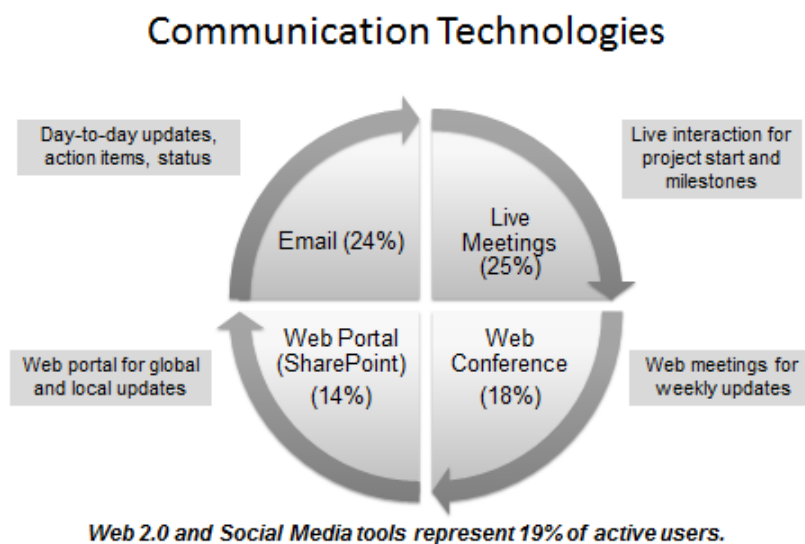 Communication Technologies
Day-to-day updates,
action items, status
Live interaction for
project start and
milestones
Email (24%)
Live
Meetings
(25%)
Web Portal
(SharePoint)
(14%)
Web
Conference
(18%)
Web portal for global
and local updates
Web meetings for
weekly updates
Web 2.0 and Social Media tools represent 19% of active users.